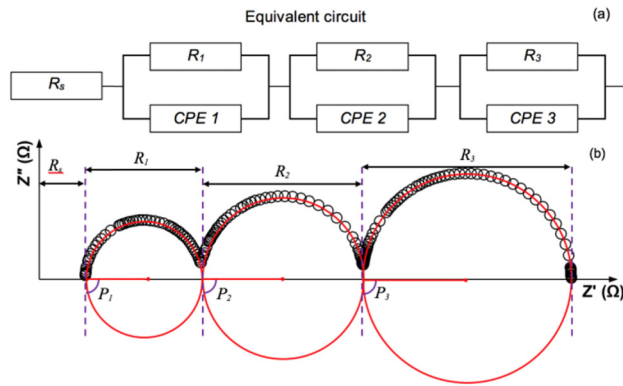 Equivalent circuit
(a)
R1 R2 R3
Rs
CPE 1 CPE 2 CPE 3
(b)
Z'' (Ω)
Rs R1 R2 R3
P1 P2 P3
Z' (Ω)